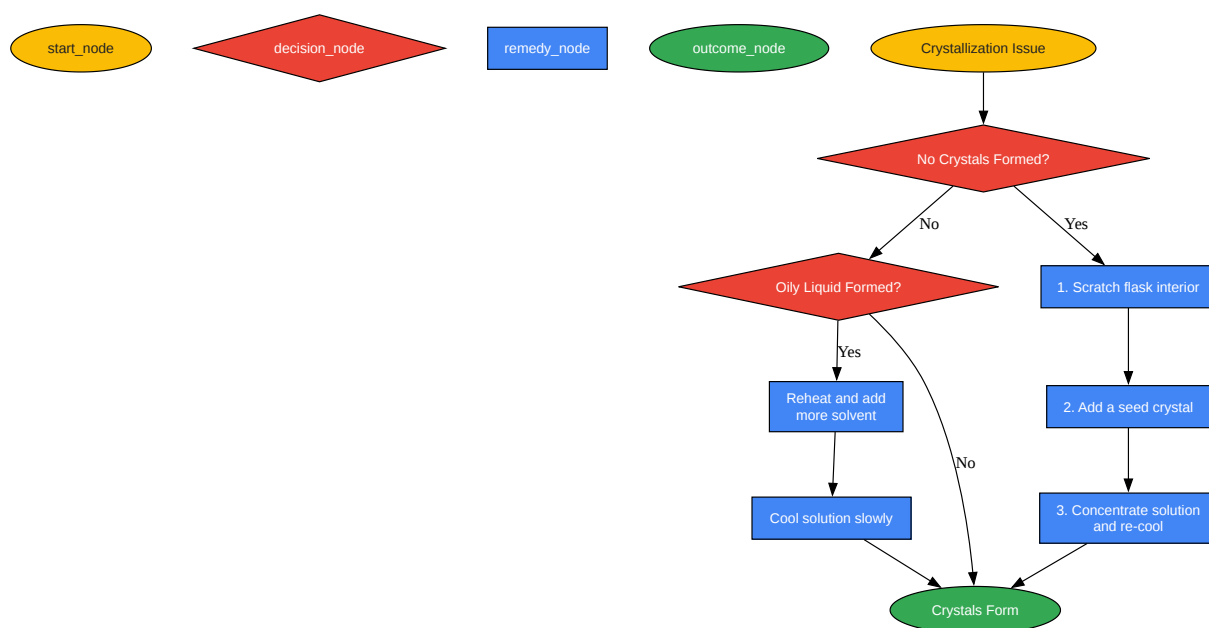 start_node
decision_node
remedy_node
outcome_node
Crystallization Issue
No Crystals Formed?
No
Yes
Oily Liquid Formed?
1. Scratch flask interior
Yes
Reheat and add
more solvent
2. Add a seed crystal
No
Cool solution slowly
3. Concentrate solution
and re-cool
Crystals Form